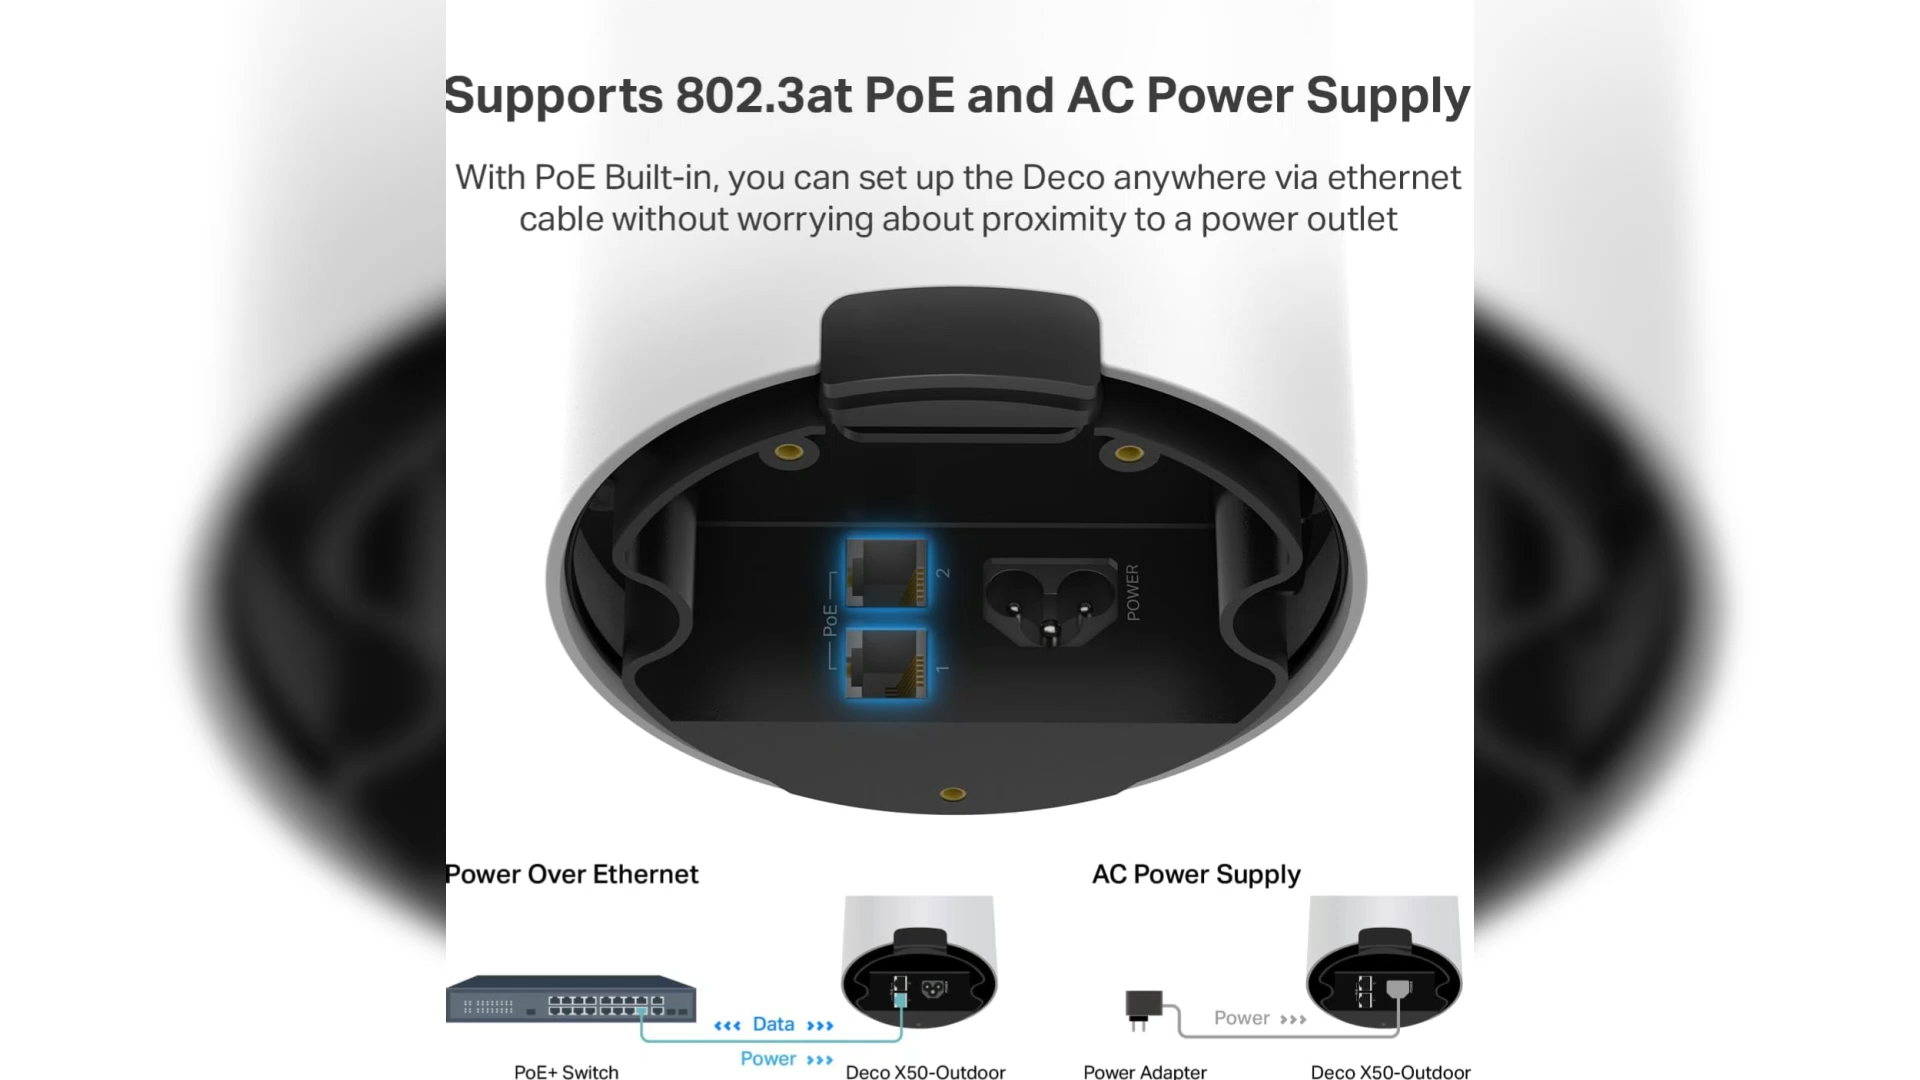 Supports 802.3at PoE and AC Power Supply
With PoE Built-in, you can set up the Deco anywhere via ethernet
cable without worrying about proximity to a power outlet
PoE
2
1
POWER
Power Over Ethernet
AC Power Supply
Data
Power
Power
PoE+ Switch
Deco X50-Outdoor
Power Adapter
Deco X50-Outdoor